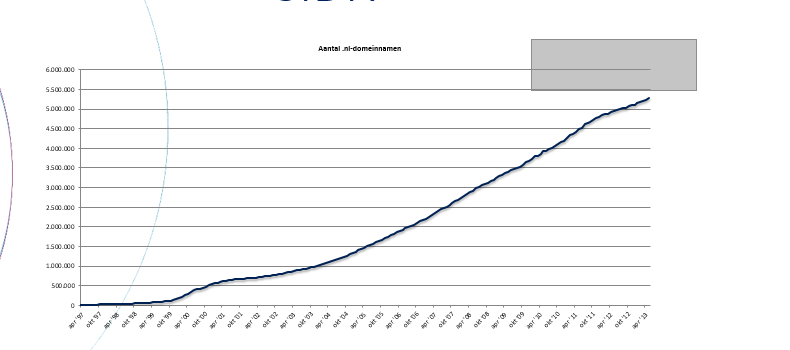 Aantal .nl-domeinnamen
6.000.000
5.500.000
5.000.000
4.500.000
4.000.000
3.500.000
3.000.000
2.500.000
2.000.000
1.500.000
1.000.000
500.000
0
apr '97
okt '97
apr '98
okt '98
apr '99
okt '99
apr '00
okt '00
apr '01
okt '01
apr '02
okt '02
apr '03
okt '03
apr '04
okt '04
apr '05
okt '05
apr '06
okt '06
apr '07
okt '07
apr '08
okt '08
apr '09
okt '09
apr '10
okt '10
apr '11
okt '11
apr '12
okt '12
apr '13